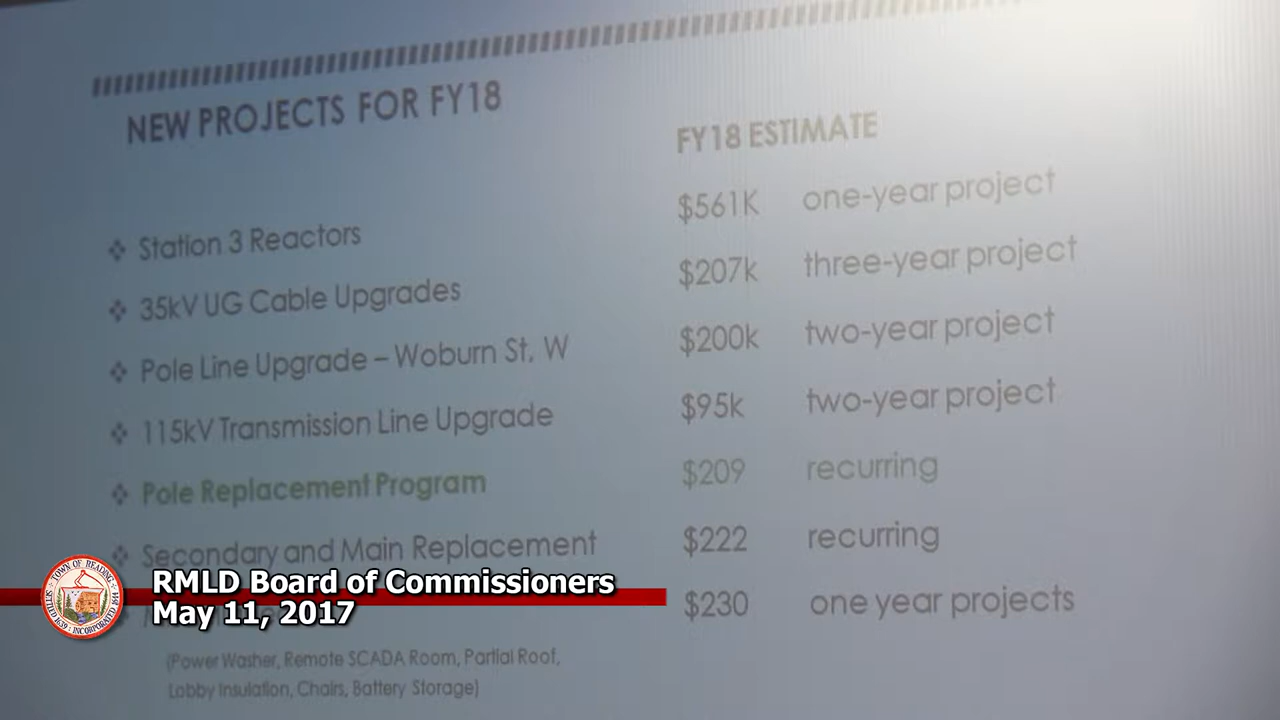 NEW PROJECTS FOR FY18
FY18 ESTIMATE
❖ Station 3 Reactors $561K one-year project
❖ 35kV UG Cable Upgrades $207k three-year project
❖ Pole Line Upgrade – Woburn St, W $200k two-year project
❖ 115kV Transmission Line Upgrade $95k two-year project
❖ Pole Replacement Program $209 recurring
❖ Secondary and Main Replacement $222 recurring
$230 one year projects
(Power Washer, Remote SCADA Room, Partial Roof,
Lobby Insulation, Chairs, Battery Storage)
TOWN OF READING
RMLD Board of Commissioners
May 11, 2017